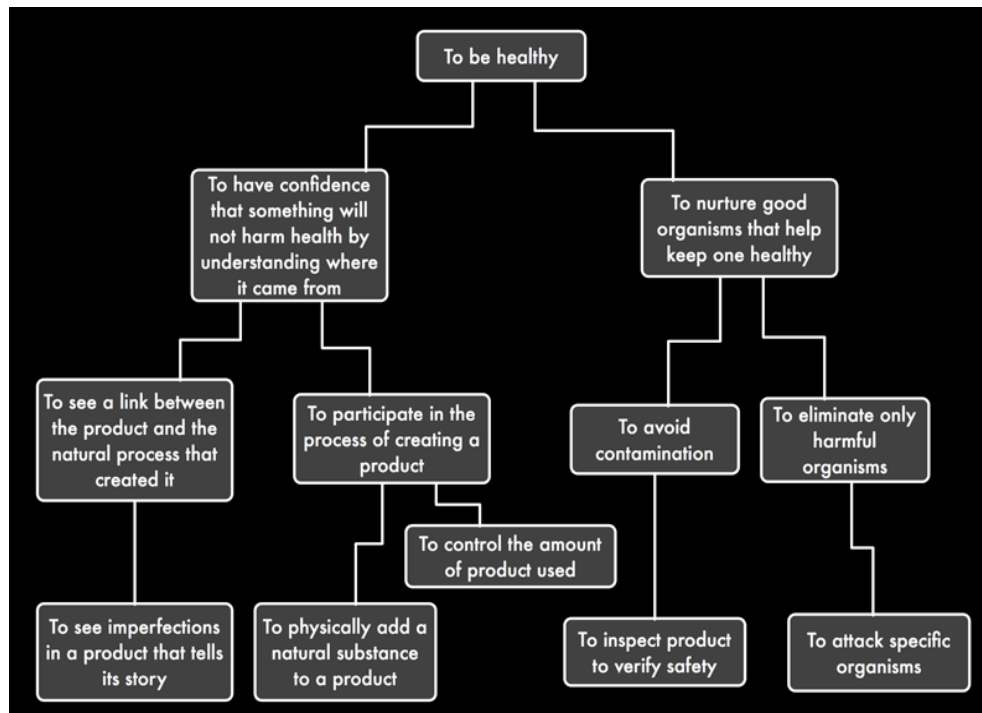 To be healthy
To have confidence
that something will
not harm health by
understanding where
it came from
To nurture good
organisms that help
keep one healthy
To see a link between
the product and the
natural process that
created it
To participate in the
process of creating a
product
To avoid
contamination
To eliminate only
harmful
organisms
To control the amount
of product used
To see imperfections
in a product that tells
its story
To physically add a
natural substance
to a product
To inspect product
to verify safety
To attack specific
organisms